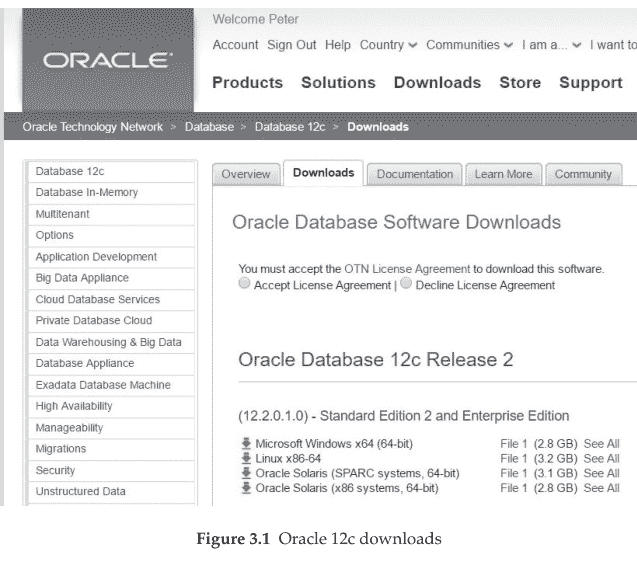 Welcome Peter
ORACLE
Account Sign Out Help Country Communities I am a... I want to
Products Solutions Downloads Store Support
Oracle Technology Network > Database > Database 12c > Downloads
Database 12c
Database In-Memory
Multitenant
Options
Application Development
Big Data Appliance
Cloud Database Services
Private Database Cloud
Data Warehousing & Big Data
Database Appliance
Exadata Database Machine
High Availability
Manageability
Migrations
Security
Unstructured Data
Overview Downloads Documentation Learn More Community
Oracle Database Software Downloads
You must accept the OTN License Agreement to download this software.
Accept License Agreement | Decline License Agreement
Oracle Database 12c Release 2
(12.2.0.1.0) - Standard Edition 2 and Enterprise Edition
Microsoft Windows x64 (64-bit) File 1 (2.8 GB) See All
Linux x86-64 File 1 (3.2 GB) See All
Oracle Solaris (SPARC systems, 64-bit) File 1 (3.1 GB) See All
Oracle Solaris (x86 systems, 64-bit) File 1 (2.8 GB) See All
Figure 3.1 Oracle 12c downloads